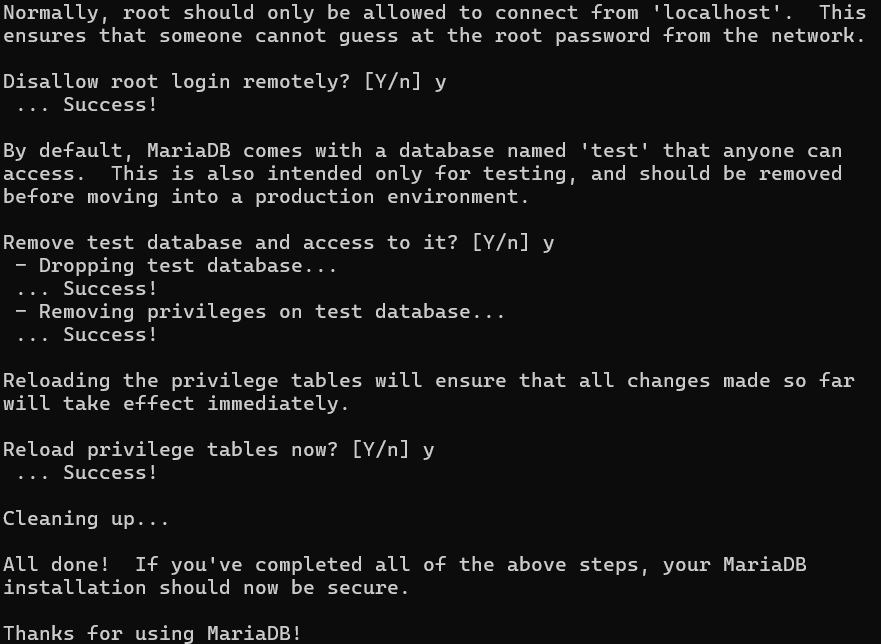 Normally, root should only be allowed to connect from 'localhost'.  This
ensures that someone cannot guess at the root password from the network.

Disallow root login remotely? [Y/n] y
 ... Success!

By default, MariaDB comes with a database named 'test' that anyone can
access.  This is also intended only for testing, and should be removed
before moving into a production environment.

Remove test database and access to it? [Y/n] y
 - Dropping test database...
 ... Success!
 - Removing privileges on test database...
 ... Success!

Reloading the privilege tables will ensure that all changes made so far
will take effect immediately.

Reload privilege tables now? [Y/n] y
 ... Success!

Cleaning up...

All done!  If you've completed all of the above steps, your MariaDB
installation should now be secure.

Thanks for using MariaDB!